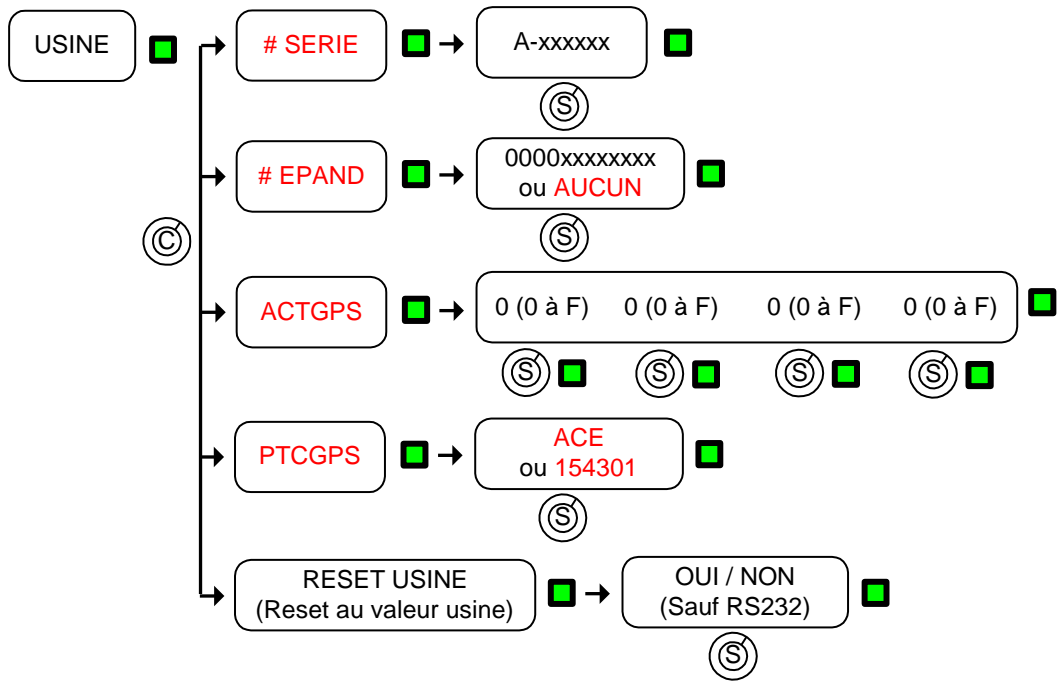 USINE
# SERIE
A-xxxxxx
S
# EPAND
0000xxxxxxxx
ou AUCUN
S
C
ACTGPS
0 (0 à F) 0 (0 à F) 0 (0 à F) 0 (0 à F)
S S S S
PTCGPS
ACE
ou 154301
S
RESET USINE
(Reset au valeur usine)
OUI / NON
(Sauf RS232)
S